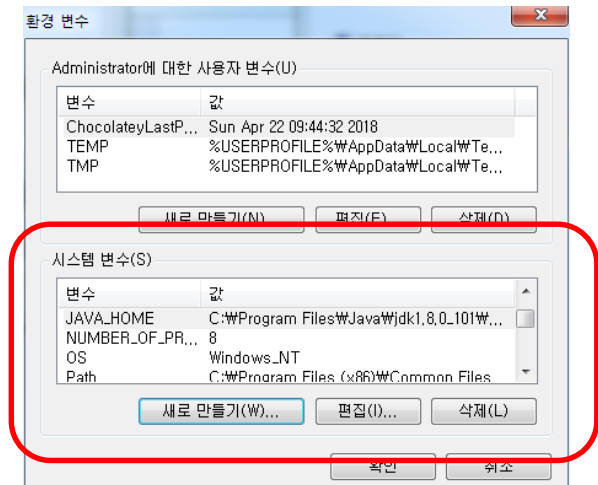 환경 변수
Administrator에 대한 사용자 변수(U)
변수 값
ChocolateyLastP... Sun Apr 22 09:44:32 2018
TEMP %USERPROFILE%₩AppData₩Local₩Te...
TMP %USERPROFILE%₩AppData₩Local₩Te...
새로 만들기(N)... 편집(E)... 삭제(D)
시스템 변수(S)
변수 값
JAVA_HOME C:₩Program Files₩Java₩jdk1.8.0_101₩...
NUMBER_OF_PR... 8
OS Windows_NT
Path C:₩Program Files (x86)₩Common Files
새로 만들기(W)... 편집(I)... 삭제(L)
확인 취소